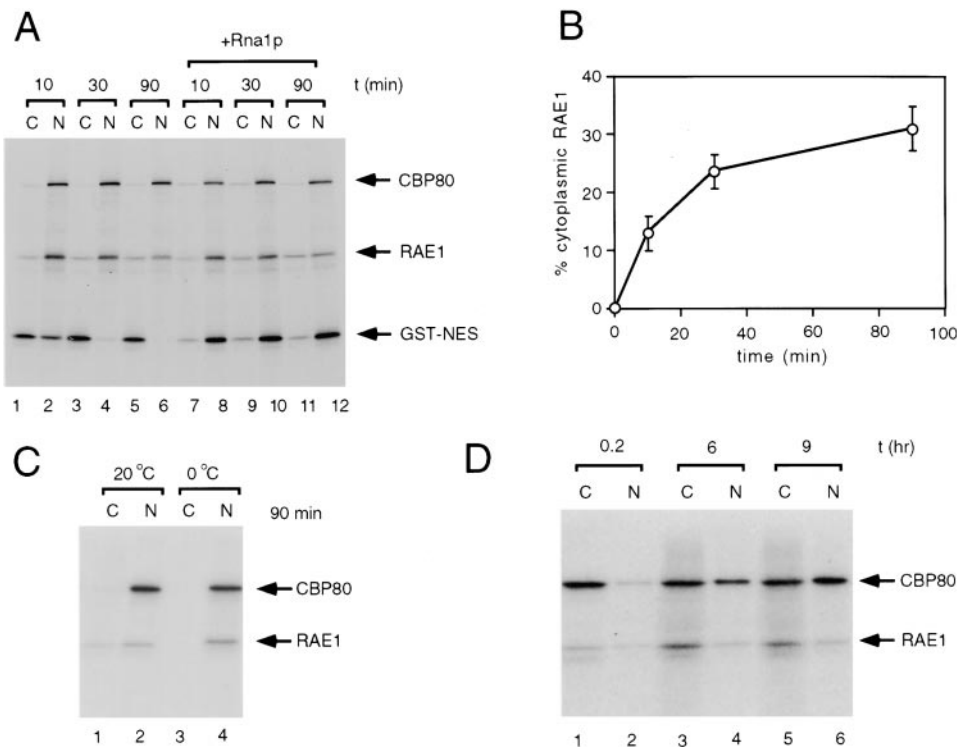 A
+Rna1p
10 30 90 10 30 90 t (min)
C N C N C N C N C N C N
CBP80
RAE1
GST-NES
1 2 3 4 5 6 7 8 9 10 11 12
B
% cytoplasmic RAE1
40
30
20
10
0
0 20 40 60 80 100
time (min)
C
20 °C 0 °C
C N C N 90 min
CBP80
RAE1
1 2 3 4
D
0.2 6 9 t (hr)
C N C N C N
CBP80
RAE1
1 2 3 4 5 6